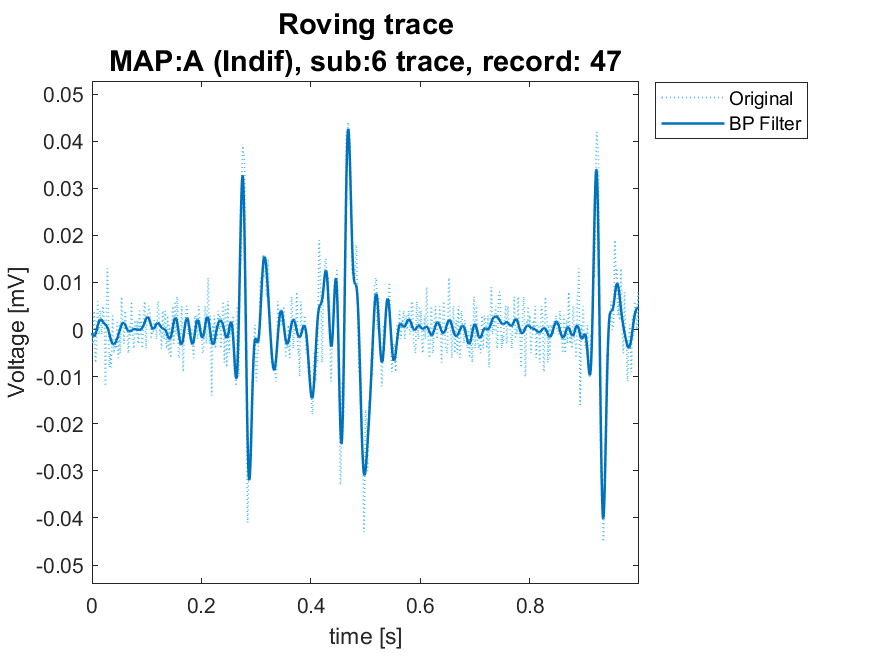 Roving trace
MAP:A (Indif), sub:6 trace, record: 47
Original
BP Filter
0.05
0.04
0.03
0.02
0.01
0
-0.01
-0.02
-0.03
-0.04
-0.05
Voltage [mV]
0 0.2 0.4 0.6 0.8
time [s]